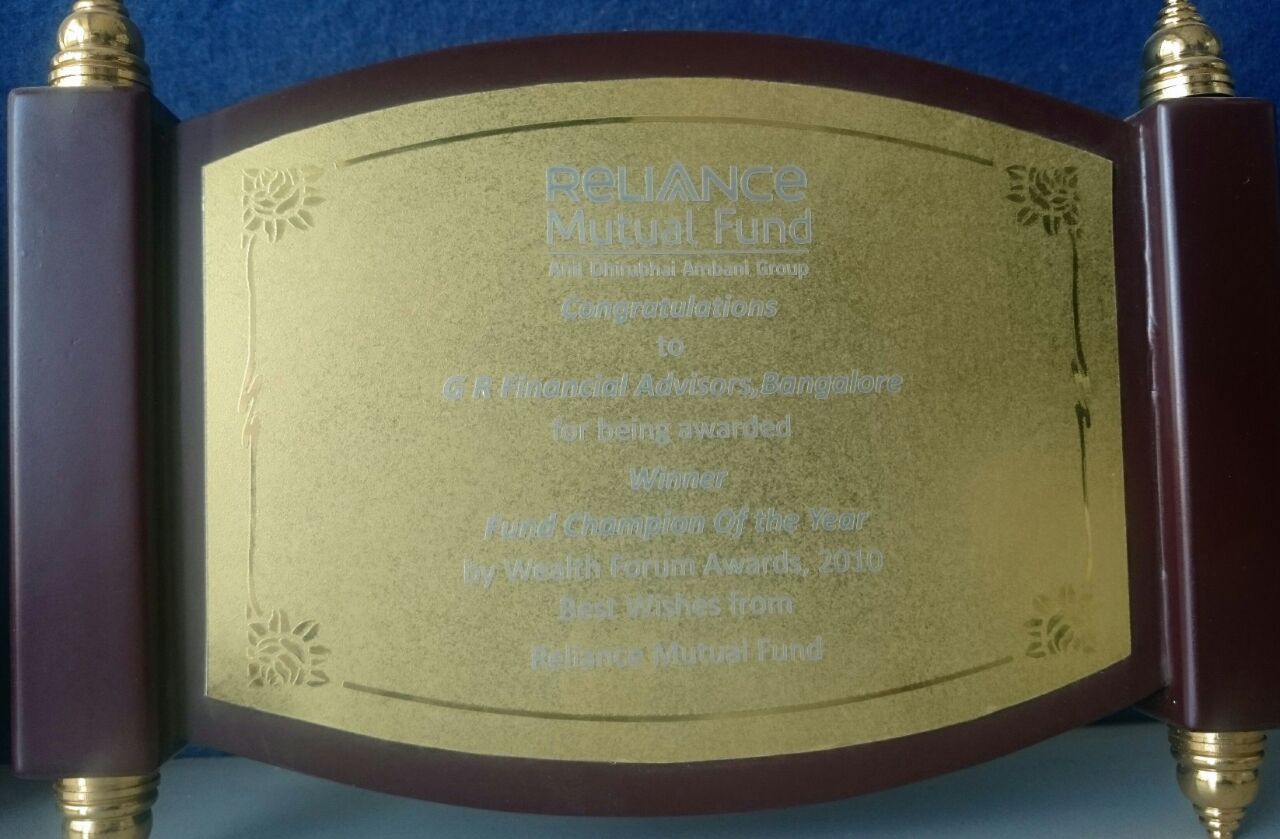 ReLIANCe
Mutual Fund
Anil Dhirubhai Ambani Group
Congratulations
to
G R Financial Advisors,Bangalore
for being awarded
Winner
Fund Champion Of the Year
by Wealth Forum Awards, 2010
Best Wishes from
Reliance Mutual Fund